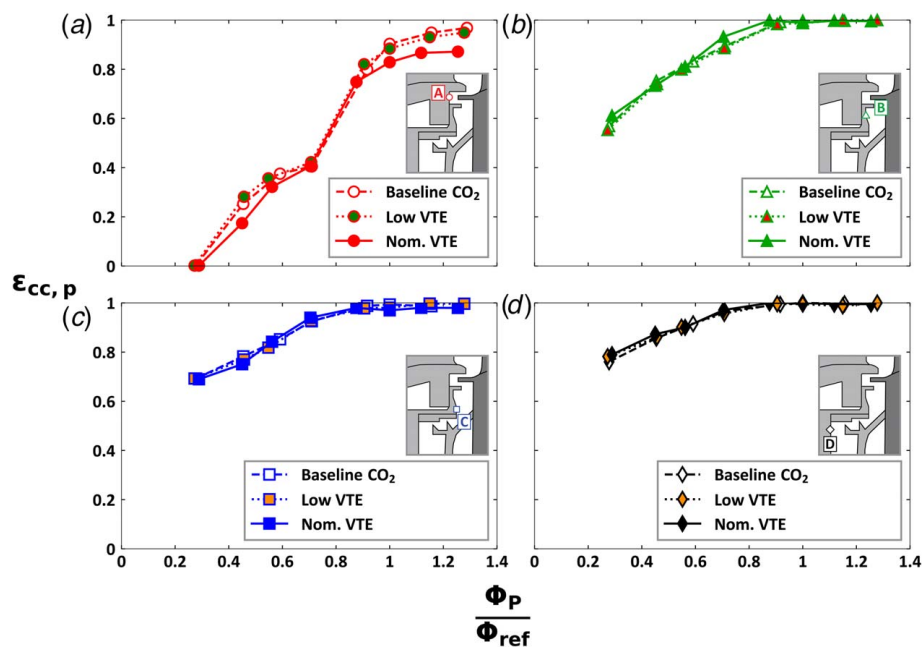 (a)
1
0.8
0.6
0.4
0.2
0
A
Baseline CO₂
Low VTE
Nom. VTE
(b)
B
Baseline CO₂
Low VTE
Nom. VTE
ε_cc, p
(c)
1
0.8
0.6
0.4
0.2
0
C
Baseline CO₂
Low VTE
Nom. VTE
0 0.2 0.4 0.6 0.8 1 1.2 1.4
(d)
D
Baseline CO₂
Low VTE
Nom. VTE
0 0.2 0.4 0.6 0.8 1 1.2 1.4
Φ_P
Φ_ref